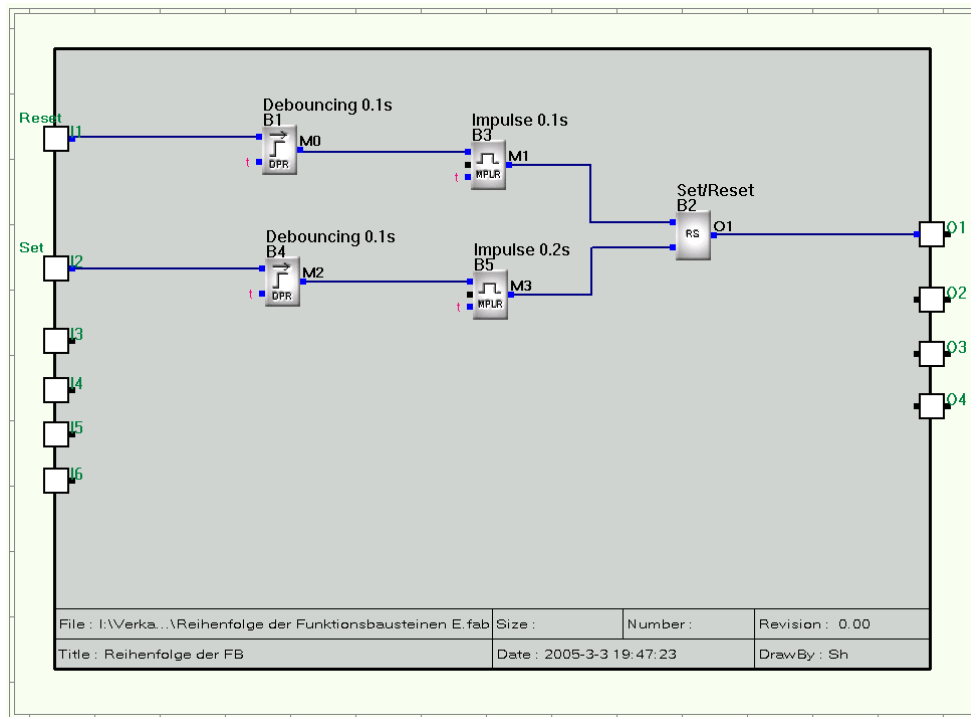 Debouncing 0.1s
B1
Reset
I1
M0
t
DPR
Impulse 0.1s
B3
M1
t
MPLR
Set/Reset
B2
O1
RS
O1
Debouncing 0.1s
B4
Set
I2
M2
t
DPR
Impulse 0.2s
B5
M3
t
MPLR
O2
I3
O3
I4
O4
I5
I6
File : I:\Verka...\Reihenfolge der Funktionsbausteinen E.fab
Size :
Number :
Revision : 0.00
Title : Reihenfolge der FB
Date : 2005-3-3 19:47:23
DrawBy : Sh